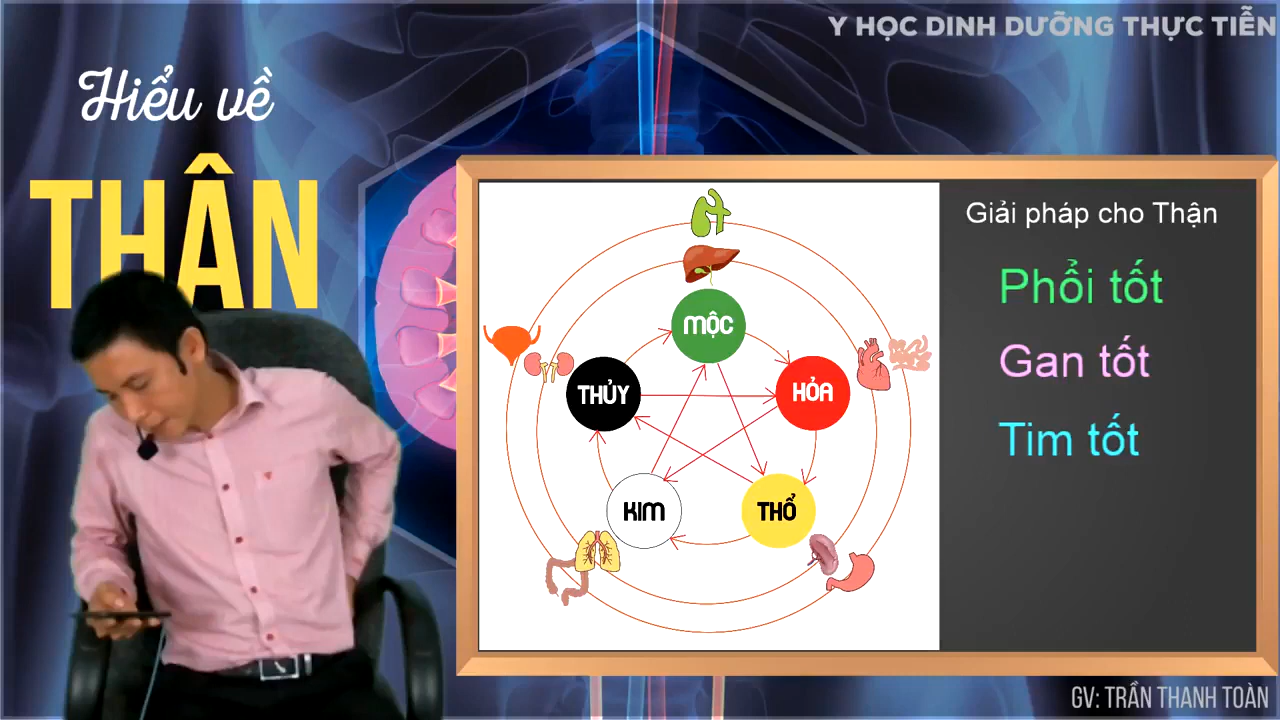 Y HỌC DINH DƯỠNG THỰC TIỄN
Hiểu về
THẬN
MỘC
THỦY
HỎA
KIM
THỔ
Giải pháp cho Thận
Phổi tốt
Gan tốt
Tim tốt
GV: TRẦN THANH TOÀN